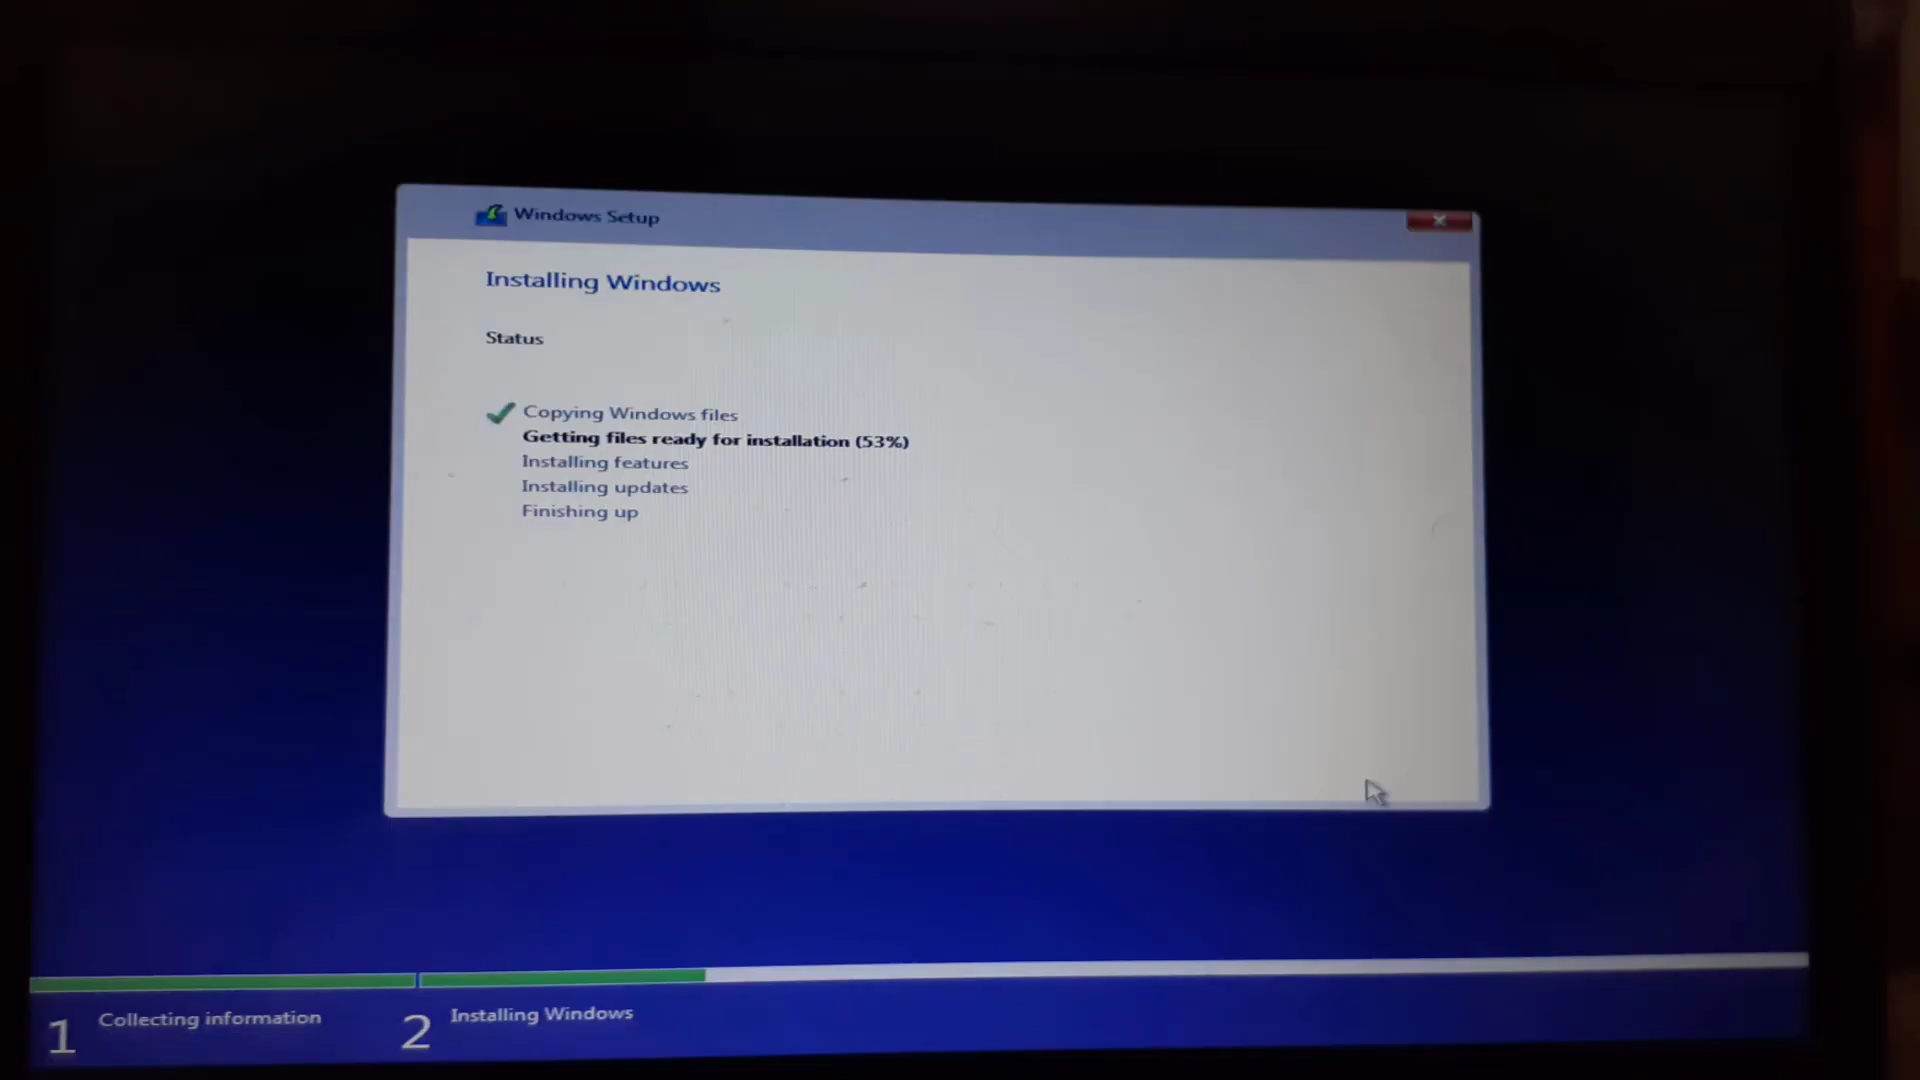 Windows Setup
Installing Windows
Status
Copying Windows files
Getting files ready for installation (53%)
Installing features
Installing updates
Finishing up
1 Collecting information
2 Installing Windows